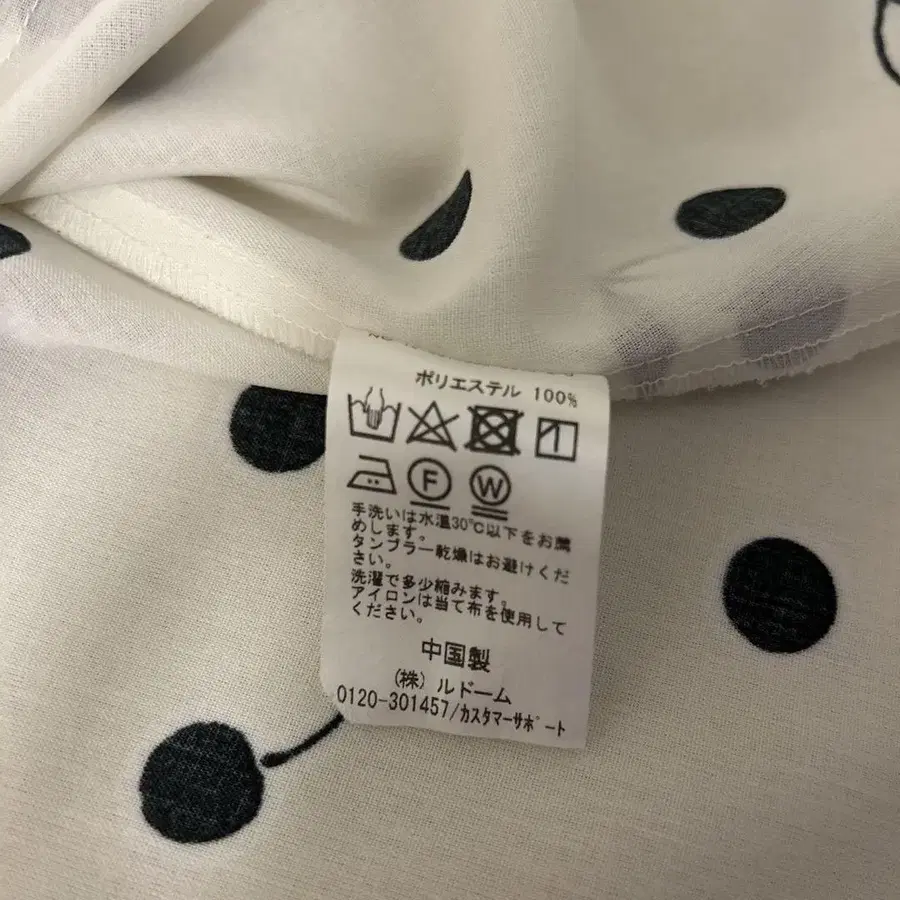 ポリエステル 100%
F W
手洗いは水温30℃以下をお薦
めします。
タンブラー乾燥はお避けくだ
さい。
洗濯で多少縮みます。
アイロンは当て布を使用して
ください。
中国製
(株) ルドーム
0120-301457/カスタマーサポート